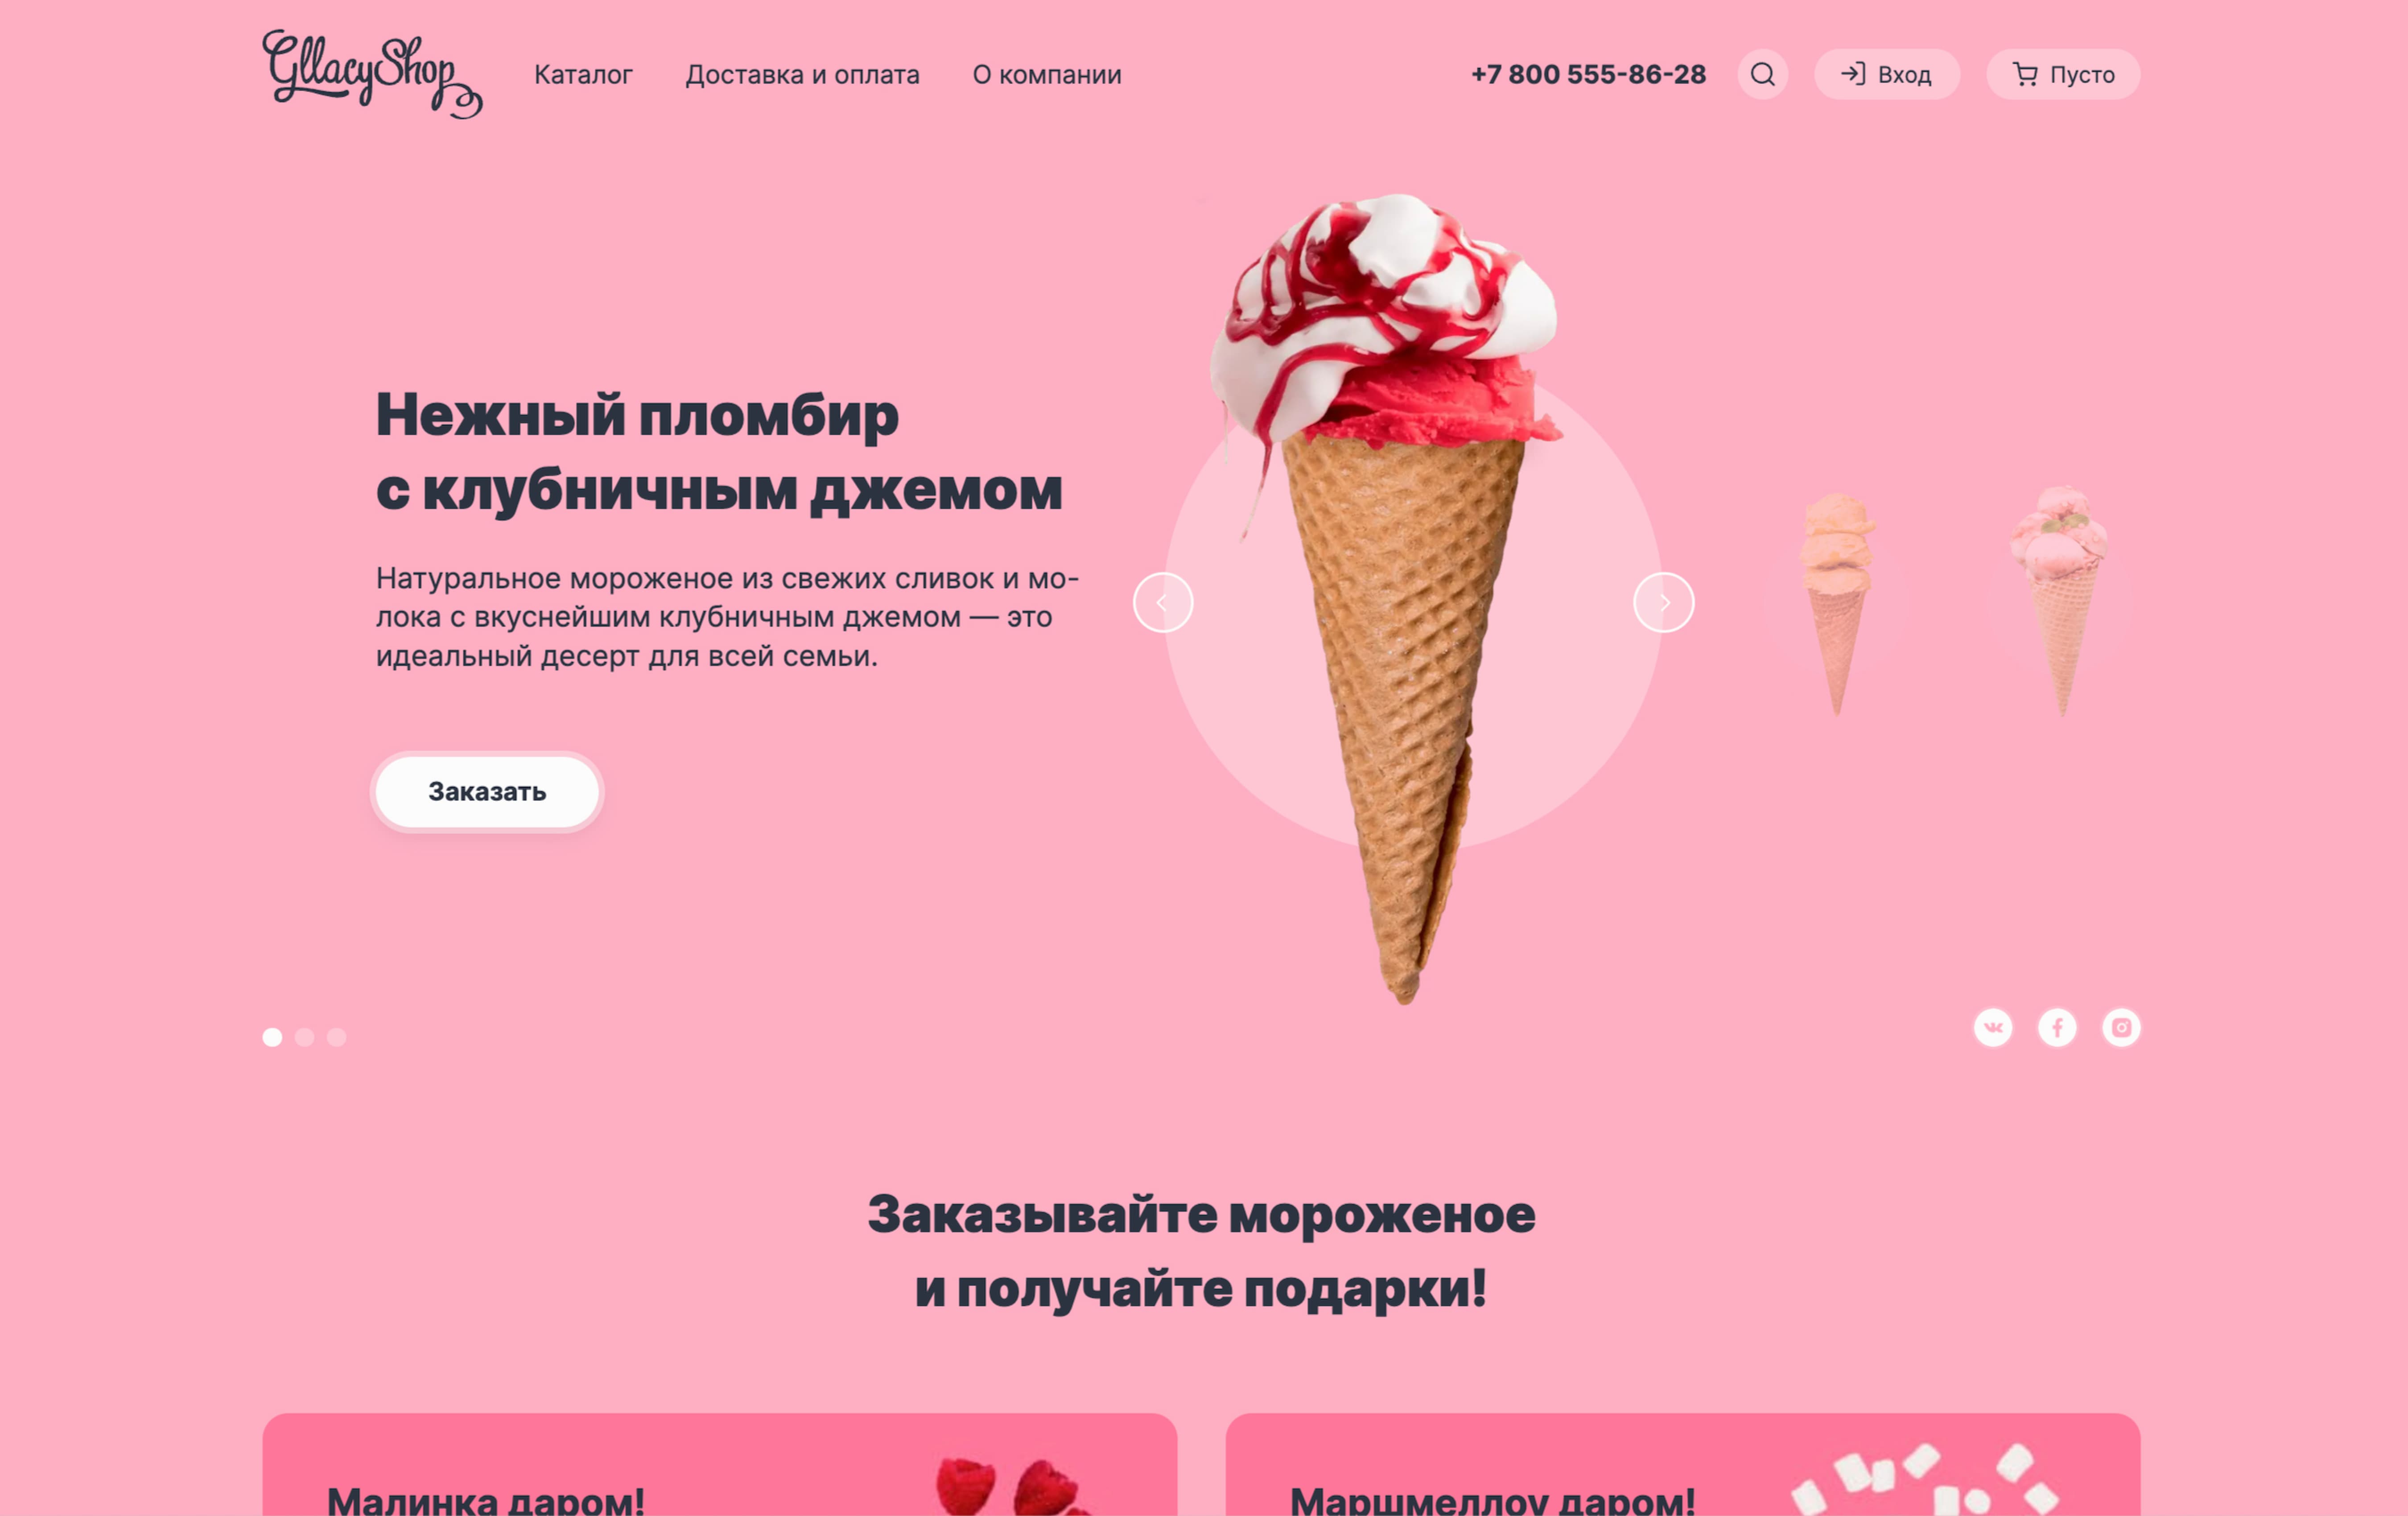 GllacyShop
Каталог
Доставка и оплата
О компании
+7 800 555-86-28
Вход
Пусто
Нежный пломбир
с клубничным джемом
Натуральное мороженое из свежих сливок и мо-
лока с вкуснейшим клубничным джемом — это
идеальный десерт для всей семьи.
Заказать
Заказывайте мороженое
и получайте подарки!
Малинка даром!
Маршмеллоу даром!